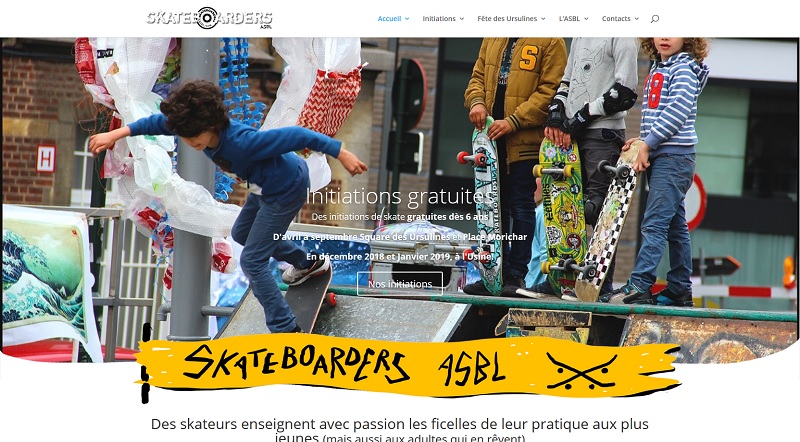 SKATEBOARDERS
ASBL
Accueil Initiations Fête des Ursulines L'ASBL Contacts
H
S
18
Initiations gratuites
Des initiations de skate gratuites dès 6 ans!
D'avril à septembre Square des Ursulines et Place Morichar
En décembre 2018 et Janvier 2019, à l'Usine!
Nos initiations
SKATEBOARDERS ASBL
Des skateurs enseignent avec passion les ficelles de leur pratique aux plus
jeunes (mais aussi aux adultes qui en rêvent)